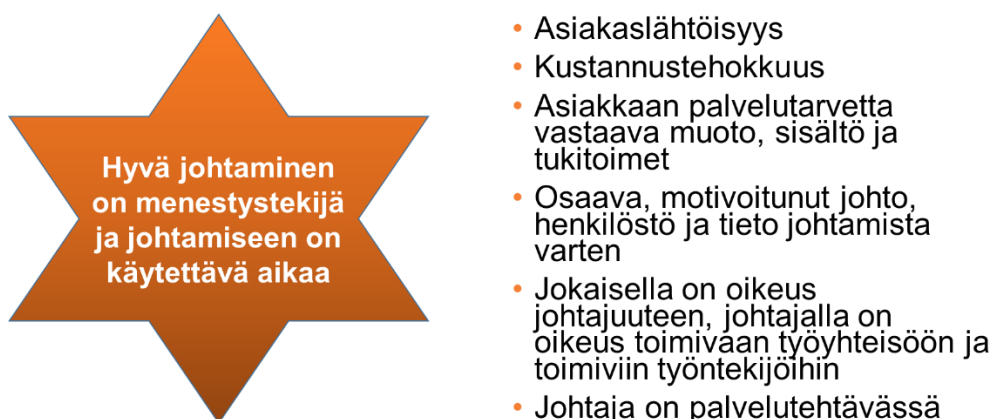 Hyvä johtaminen
on menestystekijä
ja johtamiseen on
käytettävä aikaa
• Asiakaslähtöisyys
• Kustannustehokkuus
• Asiakkaan palvelutarvetta
vastaava muoto, sisältö ja
tukitoimet
• Osaava, motivoitunut johto,
henkilöstö ja tieto johtamista
varten
• Jokaisella on oikeus
johtajuuteen, johtajalla on
oikeus toimivaan työyhteisöön ja
toimiviin työntekijöihin
• Johtaja on palvelutehtävässä